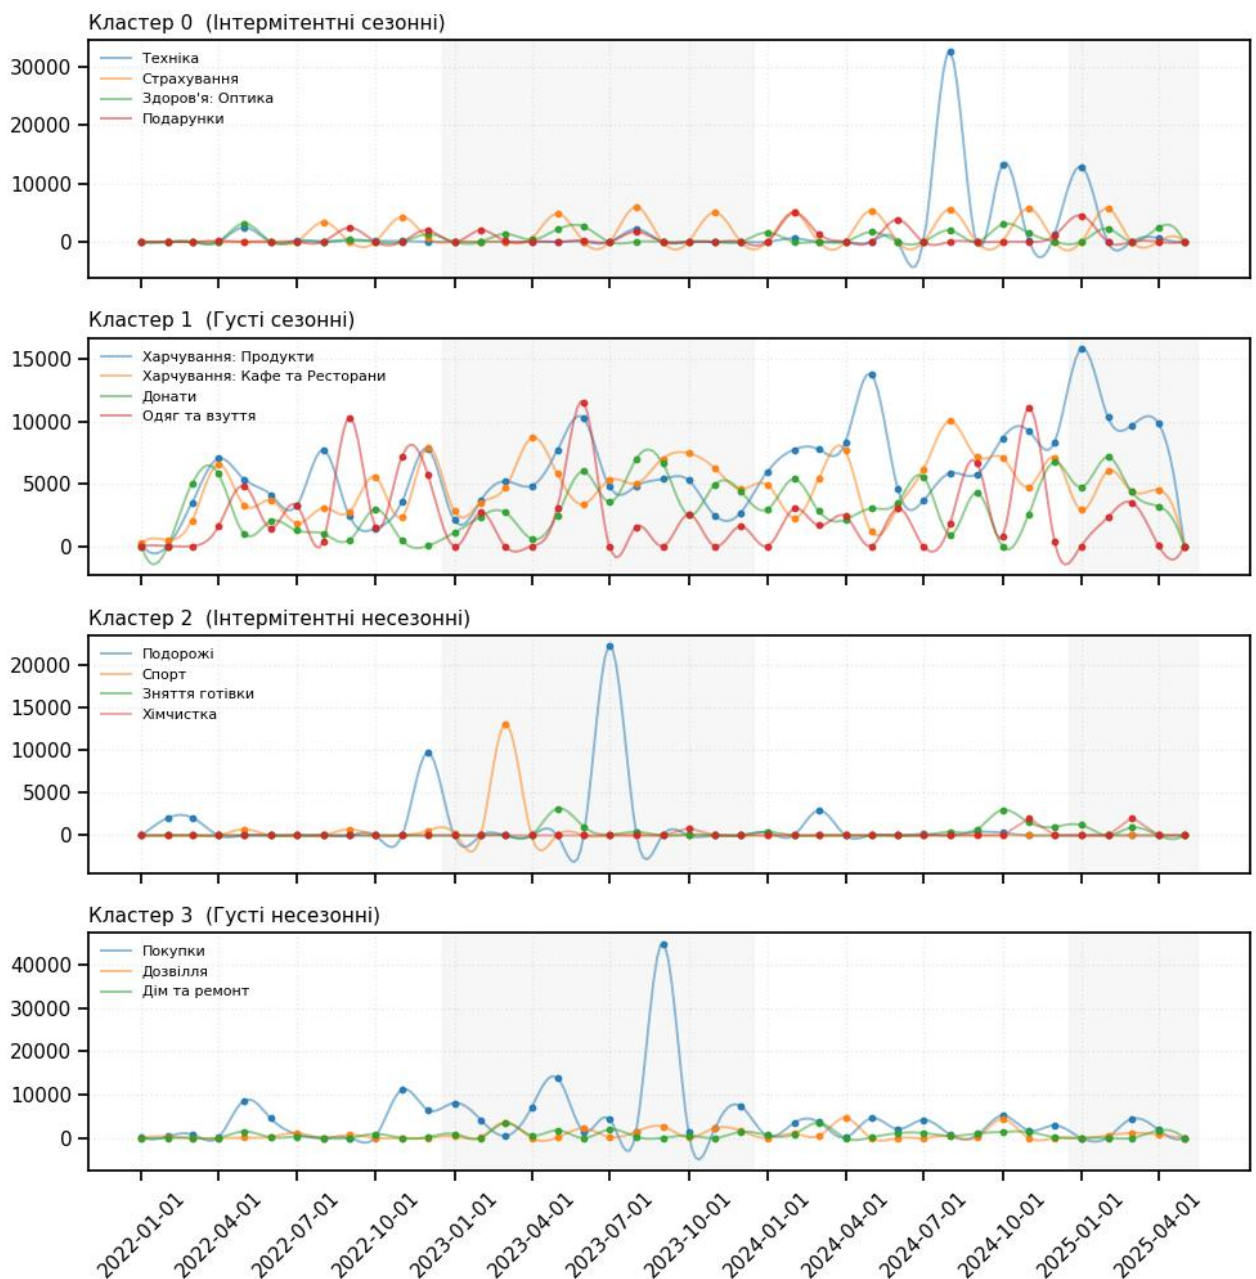 Кластер 0 (Інтермітентні сезонні)
Техніка
Страхування
Здоров'я: Оптика
Подарунки
30000
20000
10000
0
Кластер 1 (Густі сезонні)
Харчування: Продукти
Харчування: Кафе та Ресторани
Донати
Одяг та взуття
15000
10000
5000
0
Кластер 2 (Інтермітентні несезонні)
Подорожі
Спорт
Зняття готівки
Хімчистка
20000
15000
10000
5000
0
Кластер 3 (Густі несезонні)
Покупки
Дозвілля
Дім та ремонт
40000
30000
20000
10000
0
2022-01-01
2022-04-01
2022-07-01
2022-10-01
2023-01-01
2023-04-01
2023-07-01
2023-10-01
2024-01-01
2024-04-01
2024-07-01
2024-10-01
2025-01-01
2025-04-01